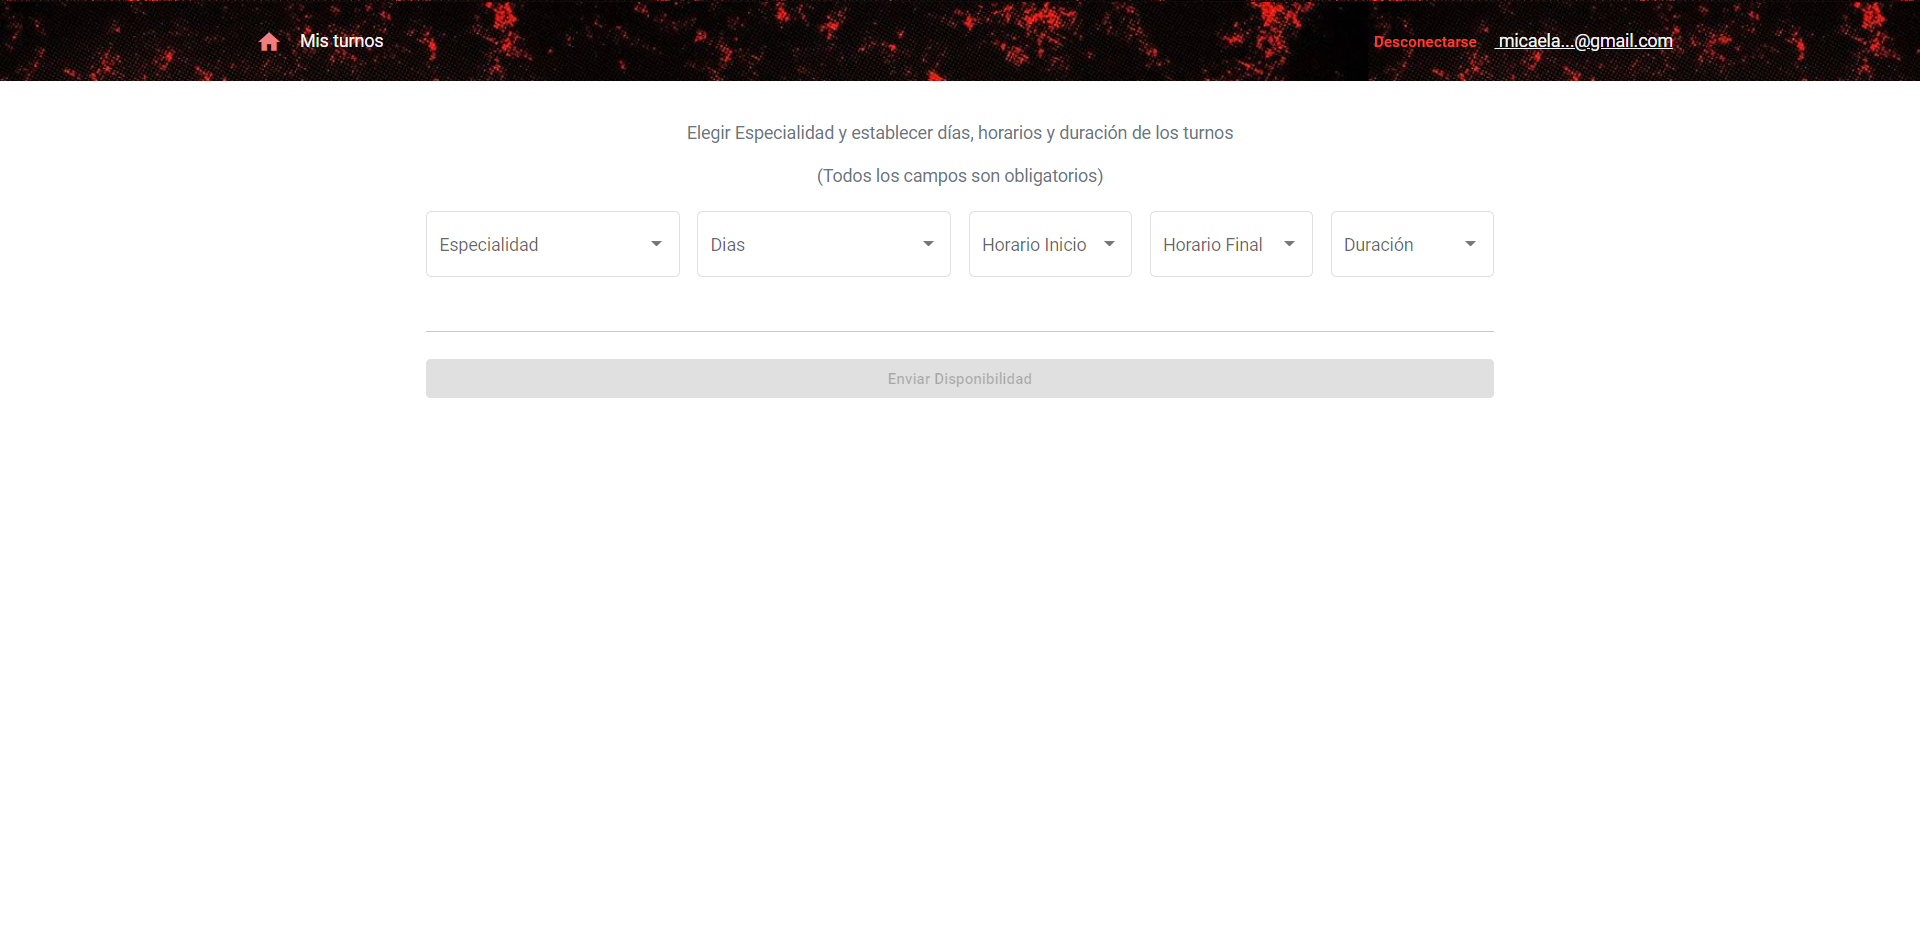 Mis turnos Desconectarse micaela...@gmail.com
Elegir Especialidad y establecer días, horarios y duración de los turnos
(Todos los campos son obligatorios)
Especialidad Dias Horario Inicio Horario Final Duración
Enviar Disponibilidad